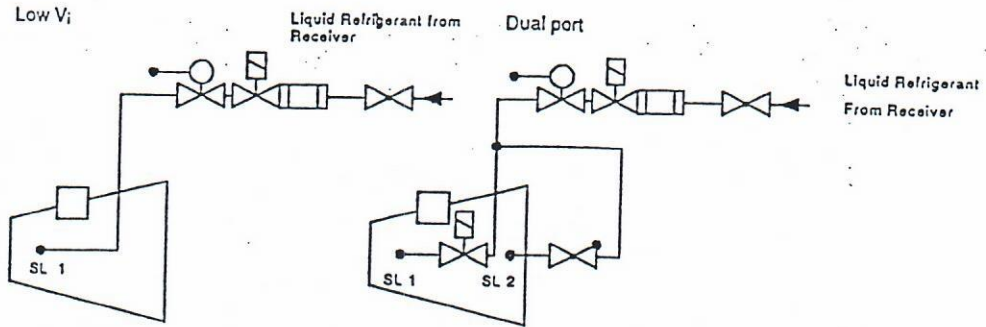 Low Vi
Liquid Refrigerant from
Receiver
SL 1
Dual port
Liquid Refrigerant
From Receiver
SL 1
SL 2